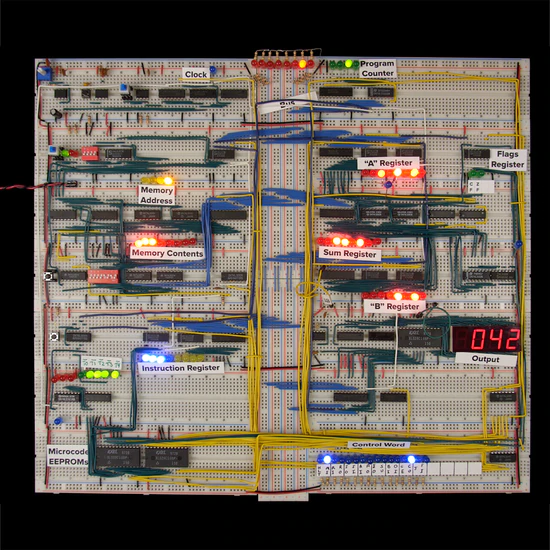 Clock
Program
Counter
Bus
"A" Register
Flags
Register
Memory
Address
Memory Contents
Sum Register
"B" Register
042
Output
Instruction Register
Control Word
Microcode
EEPROMs